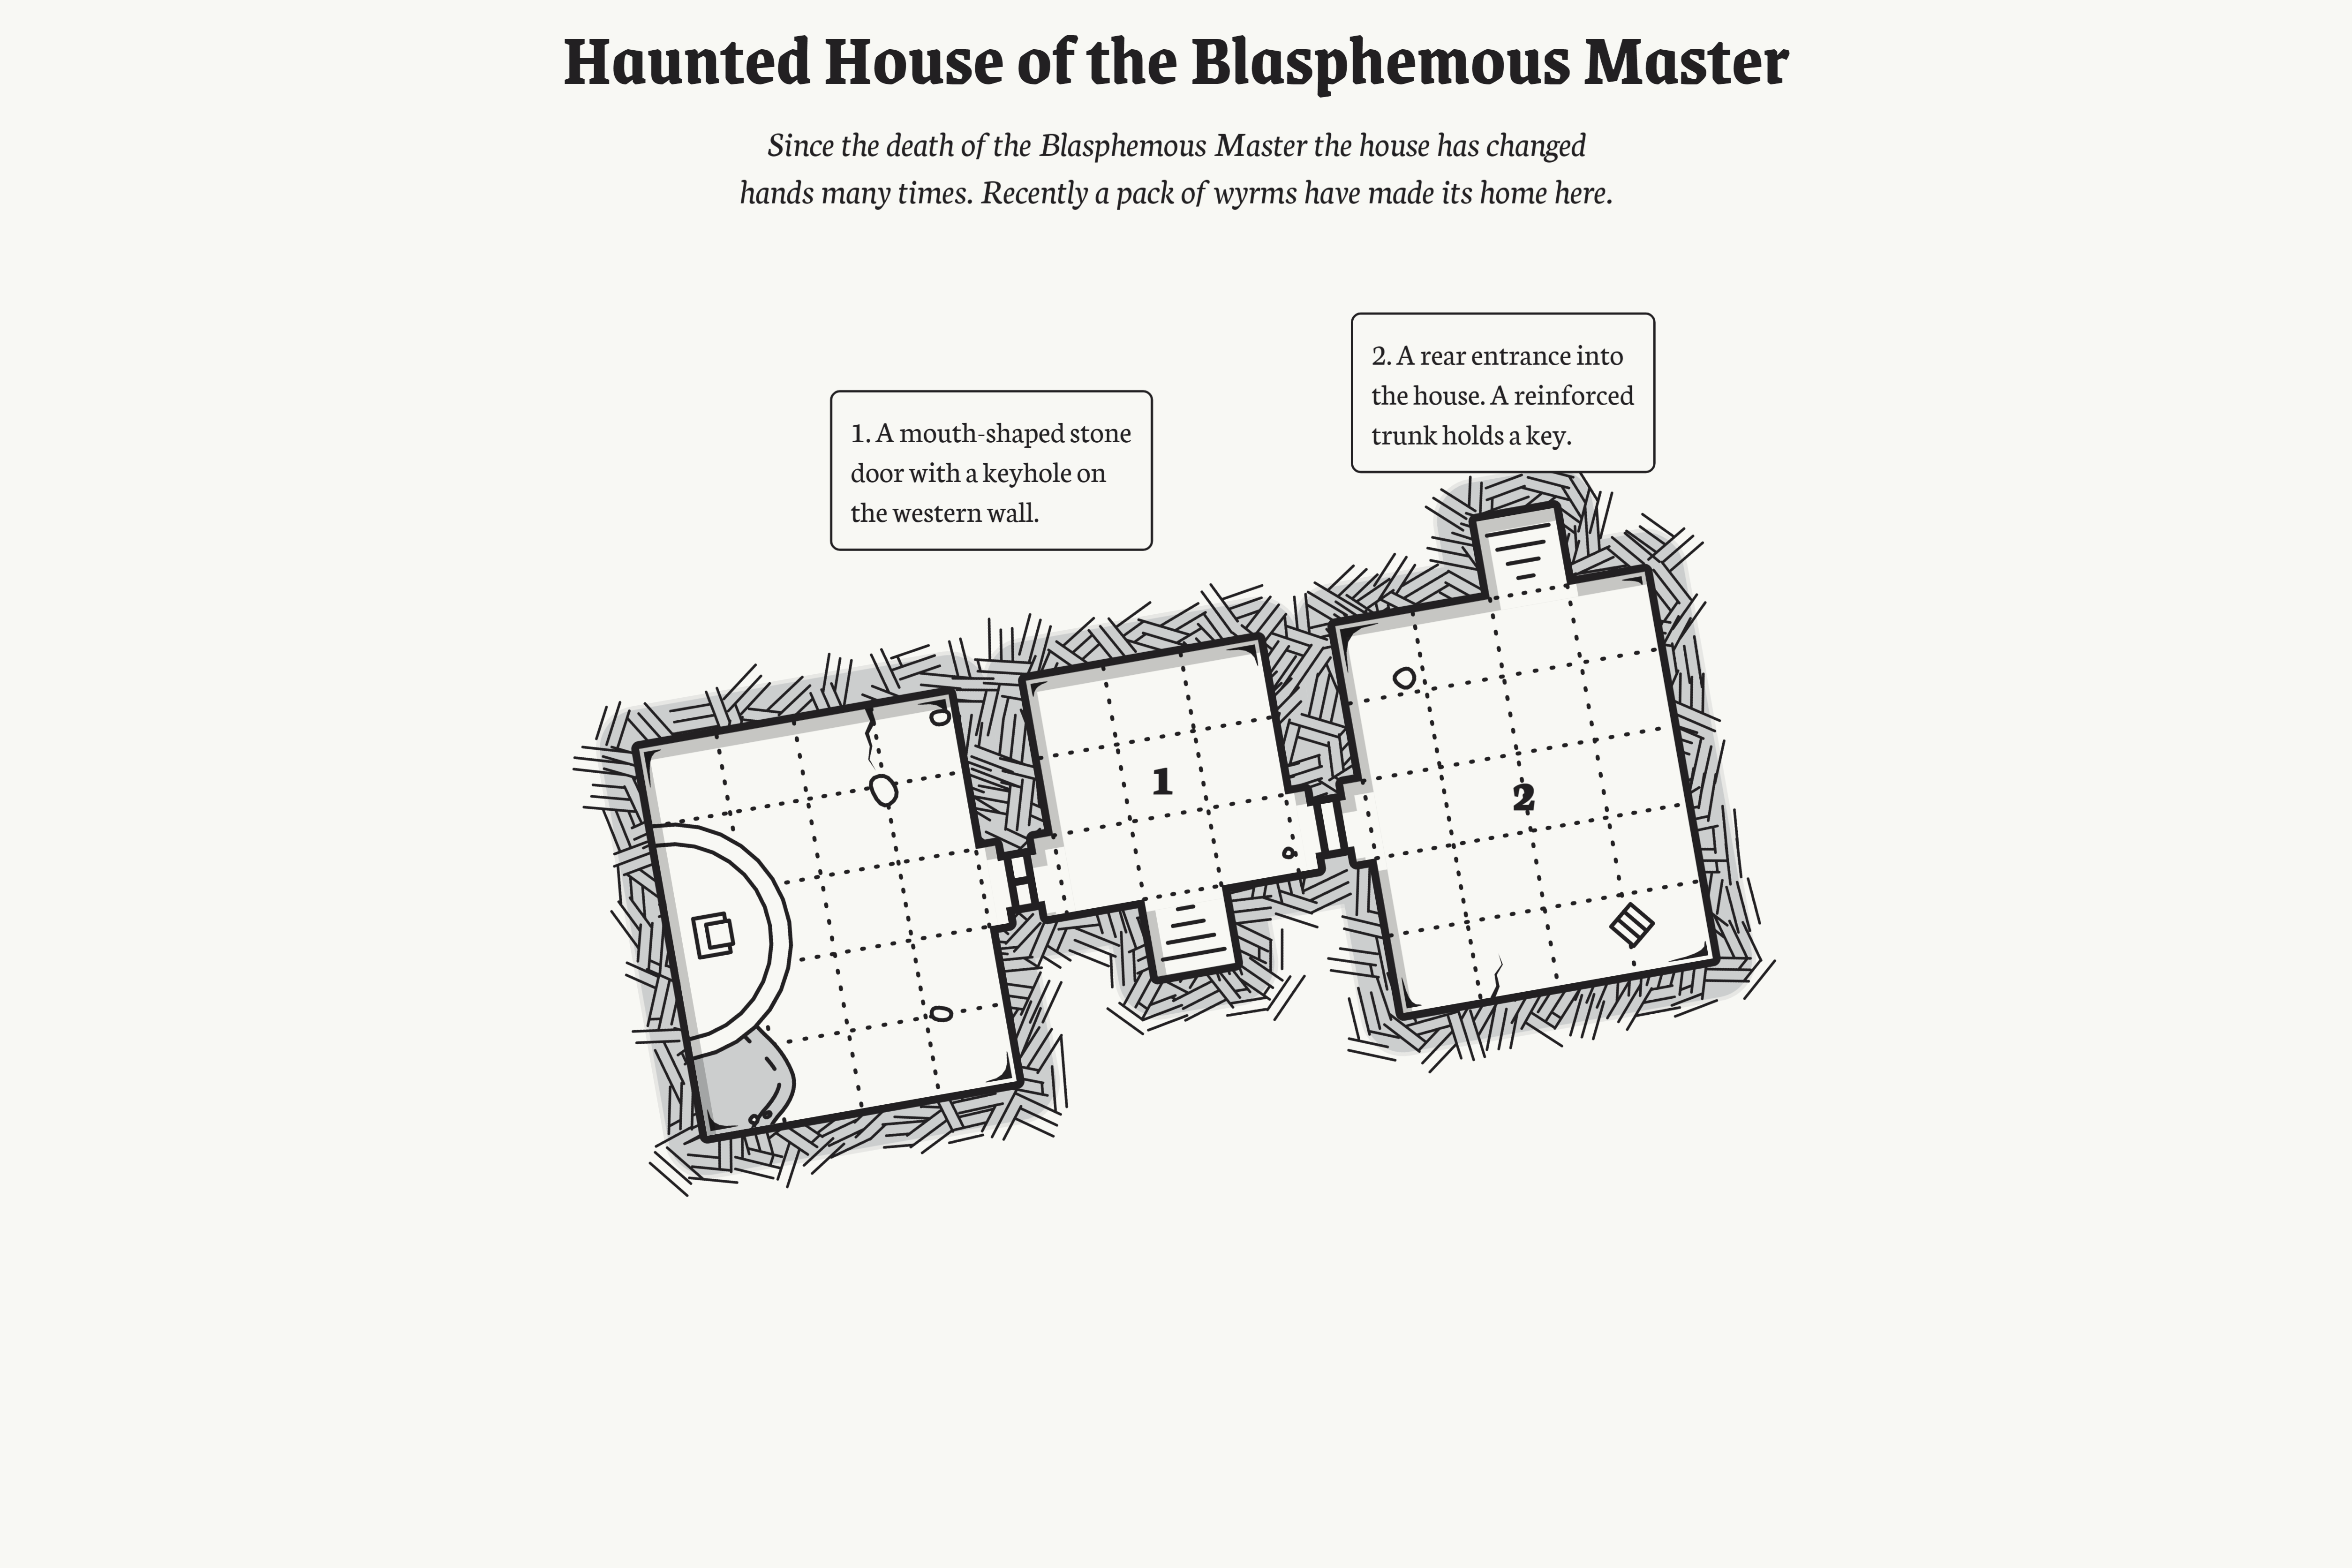 Haunted House of the Blasphemous Master
Since the death of the Blasphemous Master the house has changed
hands many times. Recently a pack of wyrms have made its home here.
2. A rear entrance into
the house. A reinforced
trunk holds a key.
1. A mouth-shaped stone
door with a keyhole on
the western wall.
1
2